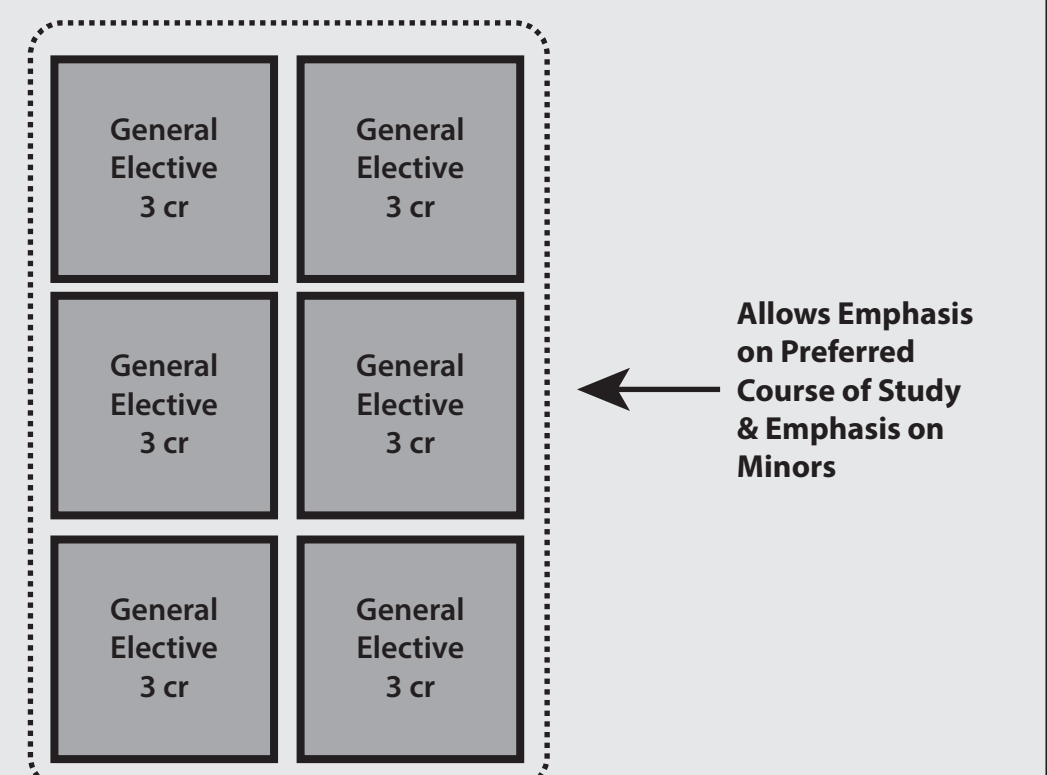 General
Elective
3 cr
General
Elective
3 cr
General
Elective
3 cr
General
Elective
3 cr
General
Elective
3 cr
General
Elective
3 cr
Allows Emphasis
on Preferred
Course of Study
& Emphasis on
Minors